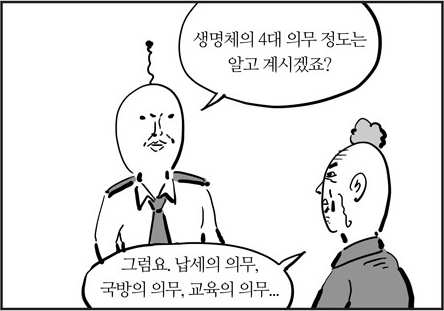 생명체의 4대 의무 정도는
알고 계시겠죠?
그럼요. 납세의 의무,
국방의 의무, 교육의 의무...